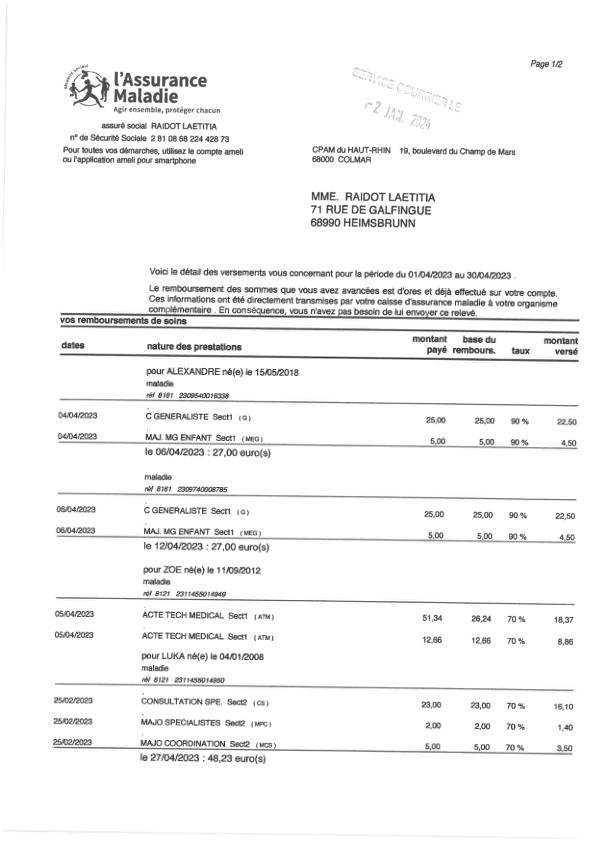 Page 1/2
SÉCURITÉ SOCIALE
l'Assurance
Maladie
Agir ensemble, protéger chacun
SERVICE COURRIER LE
- 2 JAN. 2024
assuré social RAIDOT LAETITIA
n° de Sécurité Sociale 2 81 08 68 224 428 73
Pour toutes vos démarches, utilisez le compte ameli
ou l'application ameli pour smartphone
CPAM du HAUT-RHIN 19, boulevard du Champ de Mars
68000 COLMAR
MME. RAIDOT LAETITIA
71 RUE DE GALFINGUE
68990 HEIMSBRUNN
Voici le détail des versements vous concernant pour la période du 01/04/2023 au 30/04/2023 .
Le remboursement des sommes que vous avez avancées est d'ores et déjà effectué sur votre compte.
Ces informations ont été directement transmises par votre caisse d'assurance maladie à votre organisme
complémentaire . En conséquence, vous n'avez pas besoin de lui envoyer ce relevé.
vos remboursements de soins
dates nature des prestations montant payé base du rembours. taux montant versé
pour ALEXANDRE né(e) le 15/05/2018
maladie
réf 8161 2309540016338
04/04/2023 C GENERALISTE Sect1 (G) 25,00 25,00 90 % 22,50
04/04/2023 MAJ. MG ENFANT Sect1 (MEG) 5,00 5,00 90 % 4,50
le 06/04/2023 : 27,00 euro(s)
maladie
réf 8161 2309740008785
06/04/2023 C GENERALISTE Sect1 (G) 25,00 25,00 90 % 22,50
06/04/2023 MAJ. MG ENFANT Sect1 (MEG) 5,00 5,00 90 % 4,50
le 12/04/2023 : 27,00 euro(s)
pour ZOE né(e) le 11/09/2012
maladie
réf 8121 2311455014949
05/04/2023 ACTE TECH MEDICAL Sect1 (ATM) 51,34 26,24 70 % 18,37
05/04/2023 ACTE TECH MEDICAL Sect1 (ATM) 12,66 12,66 70 % 8,86
pour LUKA né(e) le 04/01/2008
maladie
réf 8121 2311455014950
25/02/2023 CONSULTATION SPE. Sect2 (CS) 23,00 23,00 70 % 16,10
25/02/2023 MAJO SPECIALISTES Sect2 (MPC) 2,00 2,00 70 % 1,40
25/02/2023 MAJO COORDINATION Sect2 (MCS) 5,00 5,00 70 % 3,50
le 27/04/2023 : 48,23 euro(s)